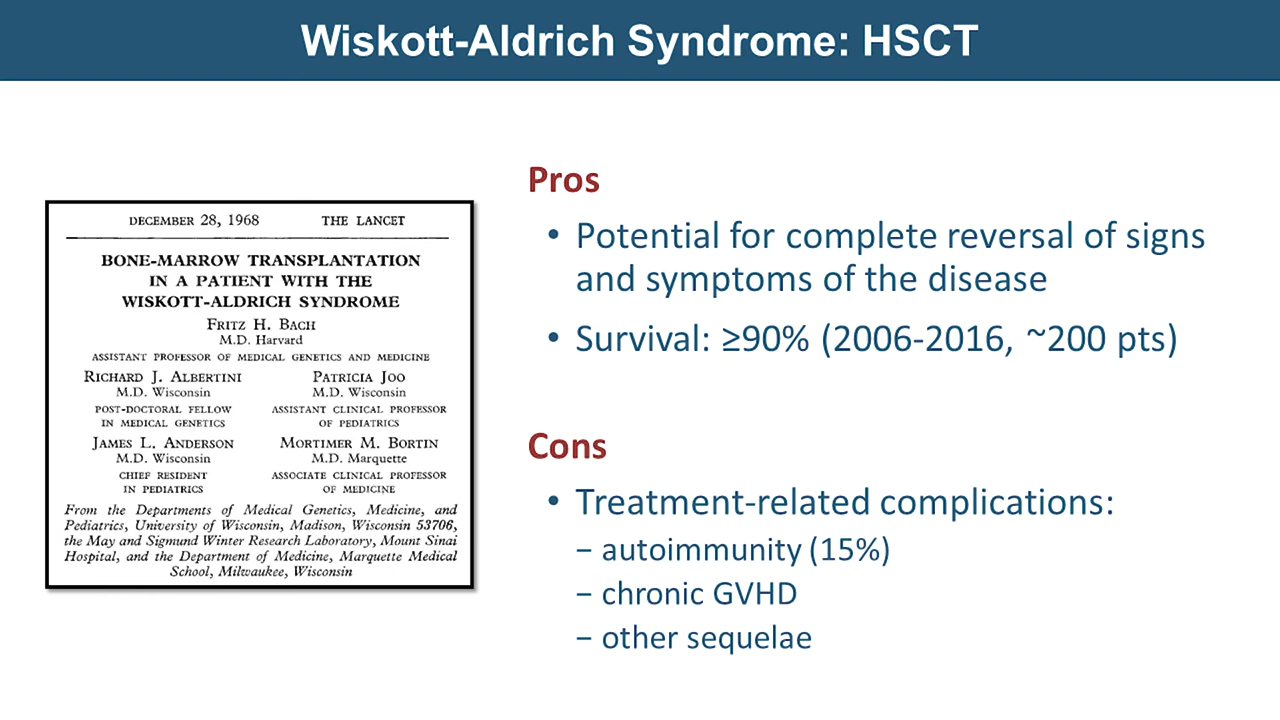 Wiskott-Aldrich Syndrome: HSCT
DECEMBER 28, 1968 THE LANCET
BONE-MARROW TRANSPLANTATION
IN A PATIENT WITH THE
WISKOTT-ALDRICH SYNDROME
FRITZ H. BACH
M.D. Harvard
ASSISTANT PROFESSOR OF MEDICAL GENETICS AND MEDICINE
RICHARD J. ALBERTINI
M.D. Wisconsin
POST-DOCTORAL FELLOW
IN MEDICAL GENETICS
PATRICIA JOO
M.D. Wisconsin
ASSISTANT CLINICAL PROFESSOR
OF PEDIATRICS
JAMES L. ANDERSON
M.D. Wisconsin
CHIEF RESIDENT
IN PEDIATRICS
MORTIMER M. BORTIN
M.D. Marquette
ASSOCIATE CLINICAL PROFESSOR
OF MEDICINE
From the Departments of Medical Genetics, Medicine, and
Pediatrics, University of Wisconsin, Madison, Wisconsin 53706,
the May and Sigmund Winter Research Laboratory, Mount Sinai
Hospital, and the Department of Medicine, Marquette Medical
School, Milwaukee, Wisconsin
Pros
• Potential for complete reversal of signs
and symptoms of the disease
• Survival: ≥90% (2006-2016, ~200 pts)
Cons
• Treatment-related complications:
− autoimmunity (15%)
− chronic GVHD
− other sequelae